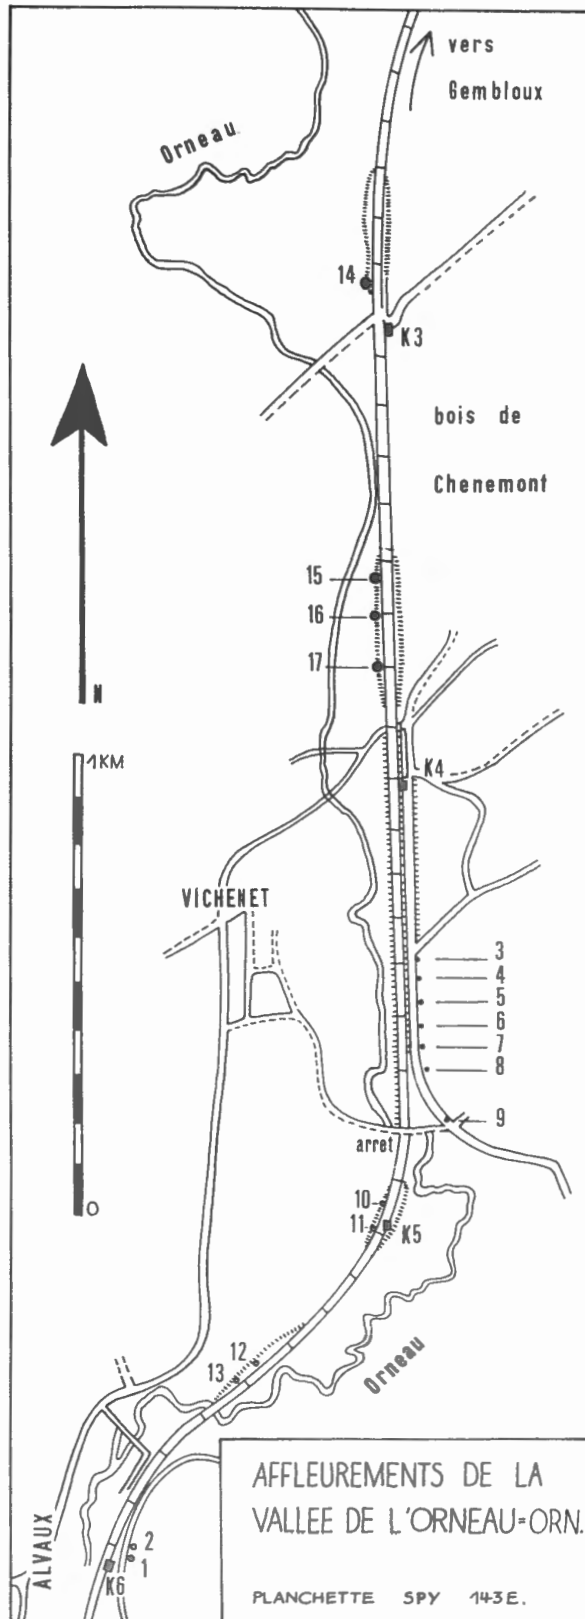 vers
Gembloux
Orneau
14
K3
bois de
Chenemont
15
16
17
N
1KM
K4
VICHENET
3
4
5
6
7
8
9
arret
O
10
11
K5
12
13
Orneau
AFFLEUREMENTS DE LA
VALLEE DE L'ORNEAU=ORN.
ALVAUX
2
1
K6
PLANCHETTE SPY 143E.